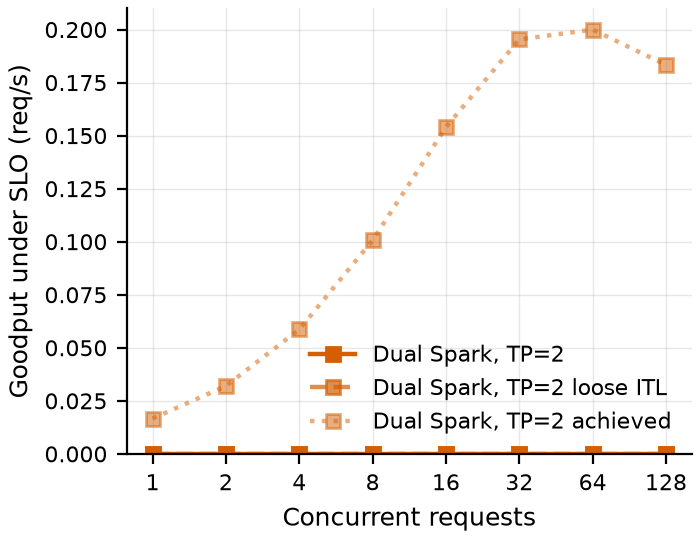 Goodput under SLO (req/s)
0.200
0.175
0.150
0.125
0.100
0.075
0.050
0.025
0.000
Dual Spark, TP=2
Dual Spark, TP=2 loose ITL
Dual Spark, TP=2 achieved
1 2 4 8 16 32 64 128
Concurrent requests